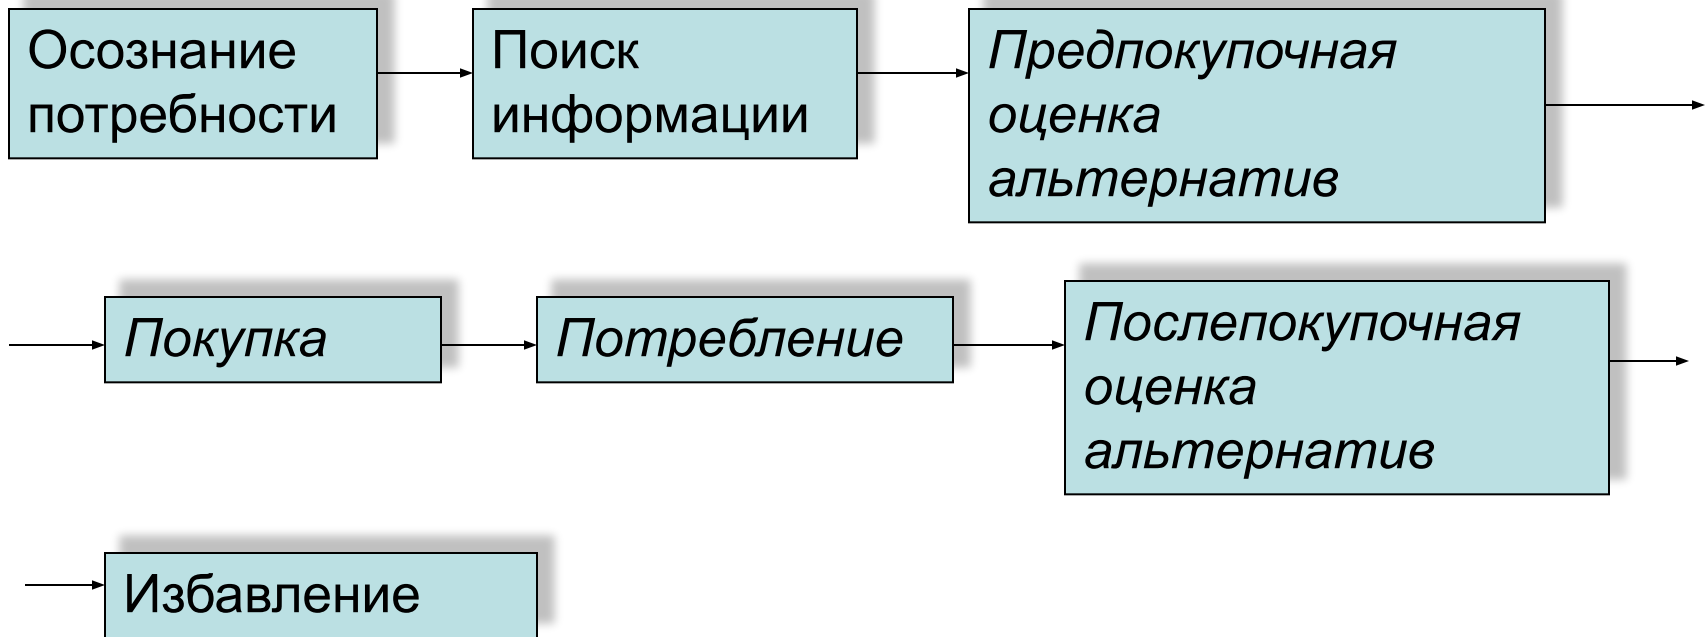 Осознание
потребности
Поиск
информации
Предпокупочная
оценка
альтернатив
Покупка
Потребление
Послепокупочная
оценка
альтернатив
Избавление